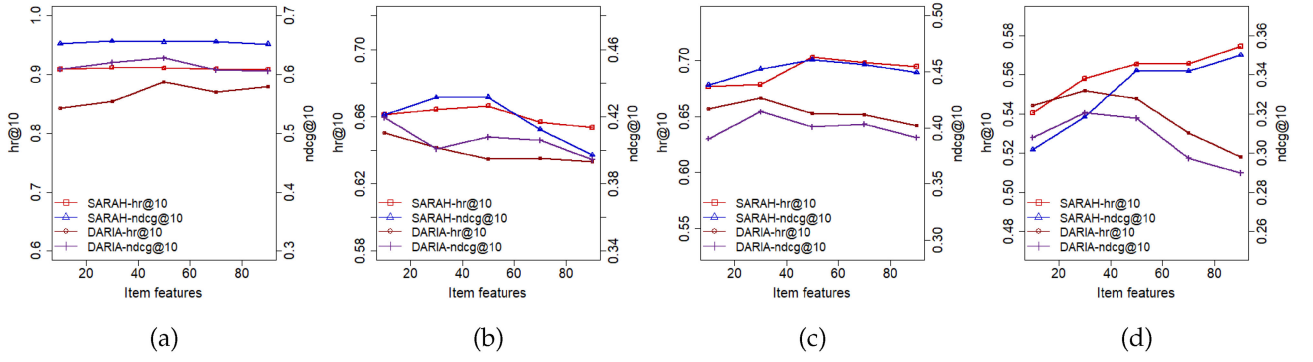 1.0
0.9
0.8
0.7
0.6
hr@10
0.7
0.6
0.5
0.4
0.3
ndcg@10
SARAH-hr@10
SARAH-ndcg@10
DARIA-hr@10
DARIA-ndcg@10
20 40 60 80
Item features
(a)
0.70
0.66
0.62
0.58
hr@10
0.46
0.42
0.38
0.34
ndcg@10
SARAH-hr@10
SARAH-ndcg@10
DARIA-hr@10
DARIA-ndcg@10
20 40 60 80
Item features
(b)
0.70
0.65
0.60
0.55
hr@10
0.50
0.45
0.40
0.35
0.30
ndcg@10
SARAH-hr@10
SARAH-ndcg@10
DARIA-hr@10
DARIA-ndcg@10
20 40 60 80
Item features
(c)
0.58
0.56
0.54
0.52
0.50
0.48
hr@10
0.36
0.34
0.32
0.30
0.28
0.26
ndcg@10
SARAH-hr@10
SARAH-ndcg@10
DARIA-hr@10
DARIA-ndcg@10
20 40 60 80
Item features
(d)